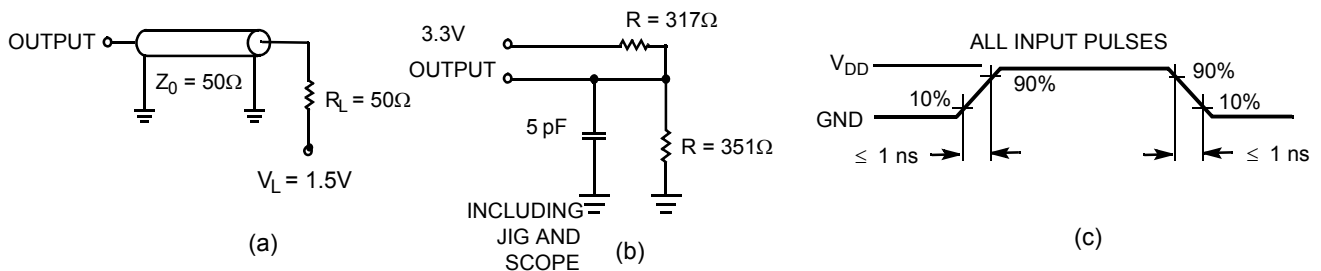 OUTPUT
Z0 = 50Ω
RL = 50Ω
VL = 1.5V
(a)
R = 317Ω
3.3V
OUTPUT
5 pF
R = 351Ω
INCLUDING
JIG AND
SCOPE
(b)
ALL INPUT PULSES
VDD
90%
90%
10%
10%
GND
≤ 1 ns
≤ 1 ns
(c)